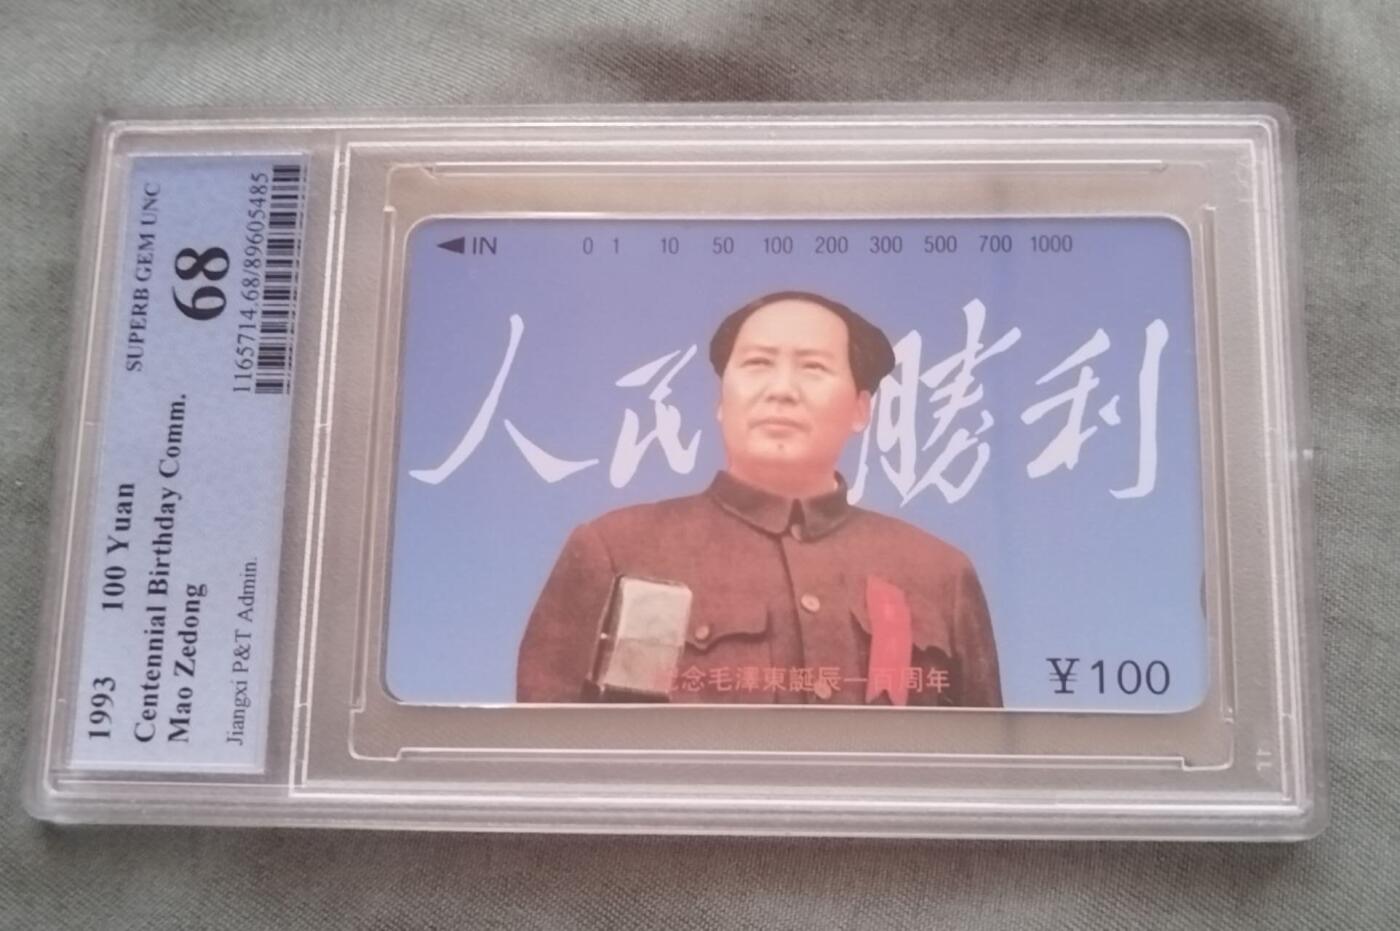 1993 100 Yuan
Centennial Birthday Comm.
Mao Zedong
Jiangxi P&T Admin.
SUPERB GEM UNC
68
1165714.68/89605485
◀IN 0 1 10 50 100 200 300 500 700 1000
人民勝利
念毛澤東誕辰一百周年
¥100